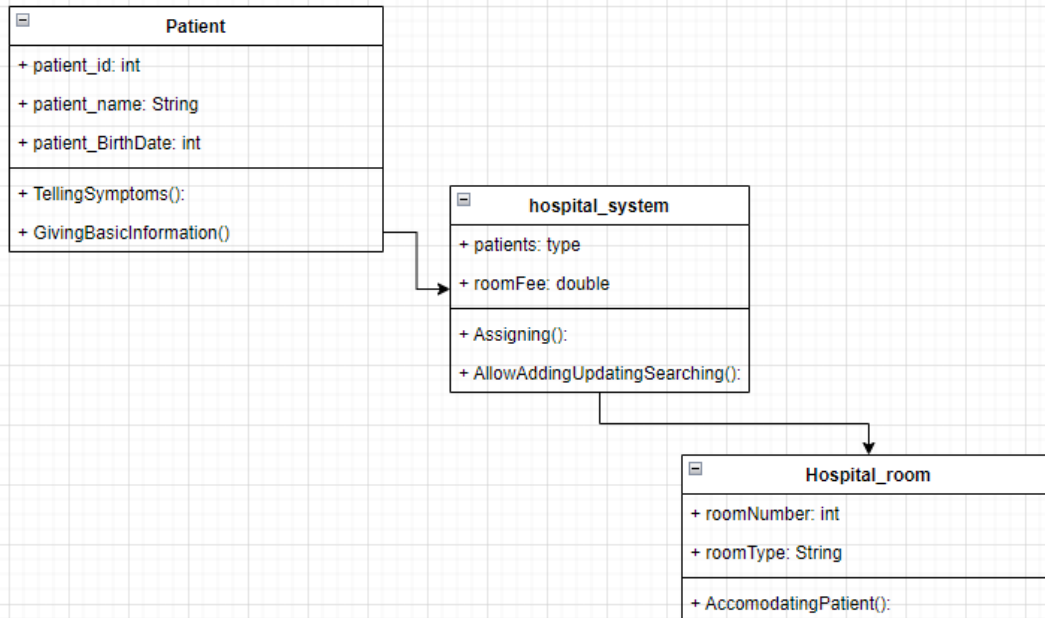 Patient
+ patient_id: int
+ patient_name: String
+ patient_BirthDate: int
+ TellingSymptoms():
+ GivingBasicInformation()
hospital_system
+ patients: type
+ roomFee: double
+ Assigning():
+ AllowAddingUpdatingSearching():
Hospital_room
+ roomNumber: int
+ roomType: String
+ AccomodatingPatient():